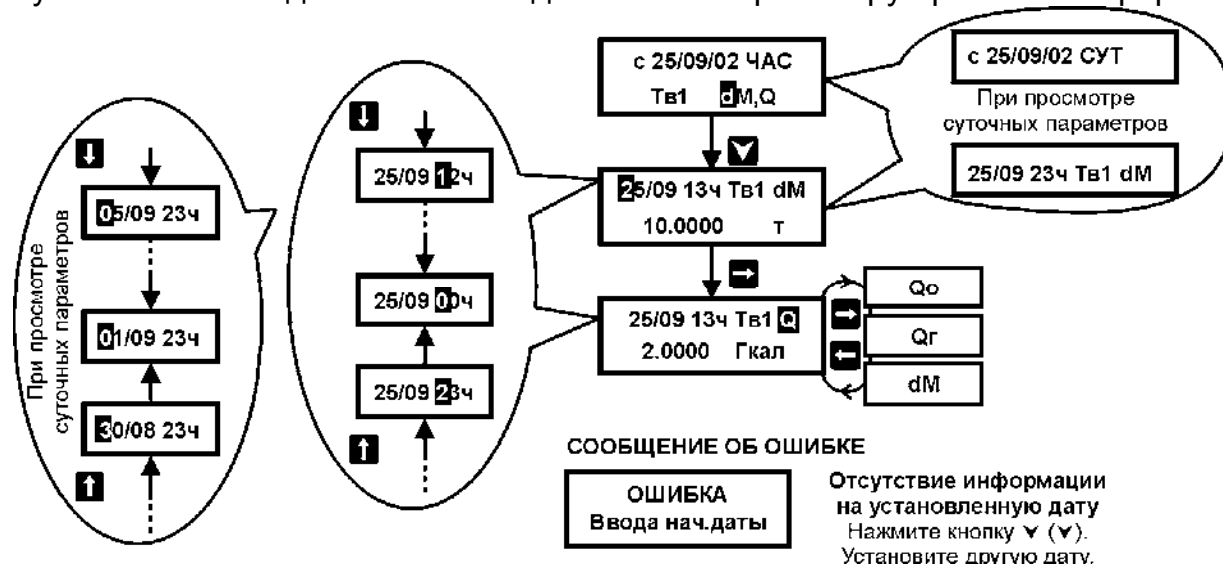 При просмотре
суточных параметров
05/09 23ч
01/09 23ч
30/08 23ч
25/09 12ч
25/09 00ч
25/09 23ч
с 25/09/02 ЧАС
Тв1 dM,Q
25/09 13ч Тв1 dM
10.0000 т
25/09 13ч Тв1 Q
2.0000 Гкал
с 25/09/02 СУТ
При просмотре
суточных параметров
25/09 23ч Тв1 dM
Qо
Qг
dM
СООБЩЕНИЕ ОБ ОШИБКЕ
ОШИБКА
Ввода нач.даты
Отсутствие информации
на установленную дату
Нажмите кнопку ⋎ (⋎).
Установите другую дату.